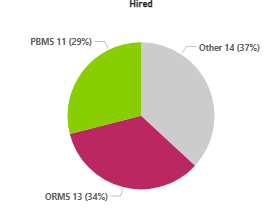 Hired
PBMS 11 (29%)
Other 14 (37%)
ORMS 13 (34%)